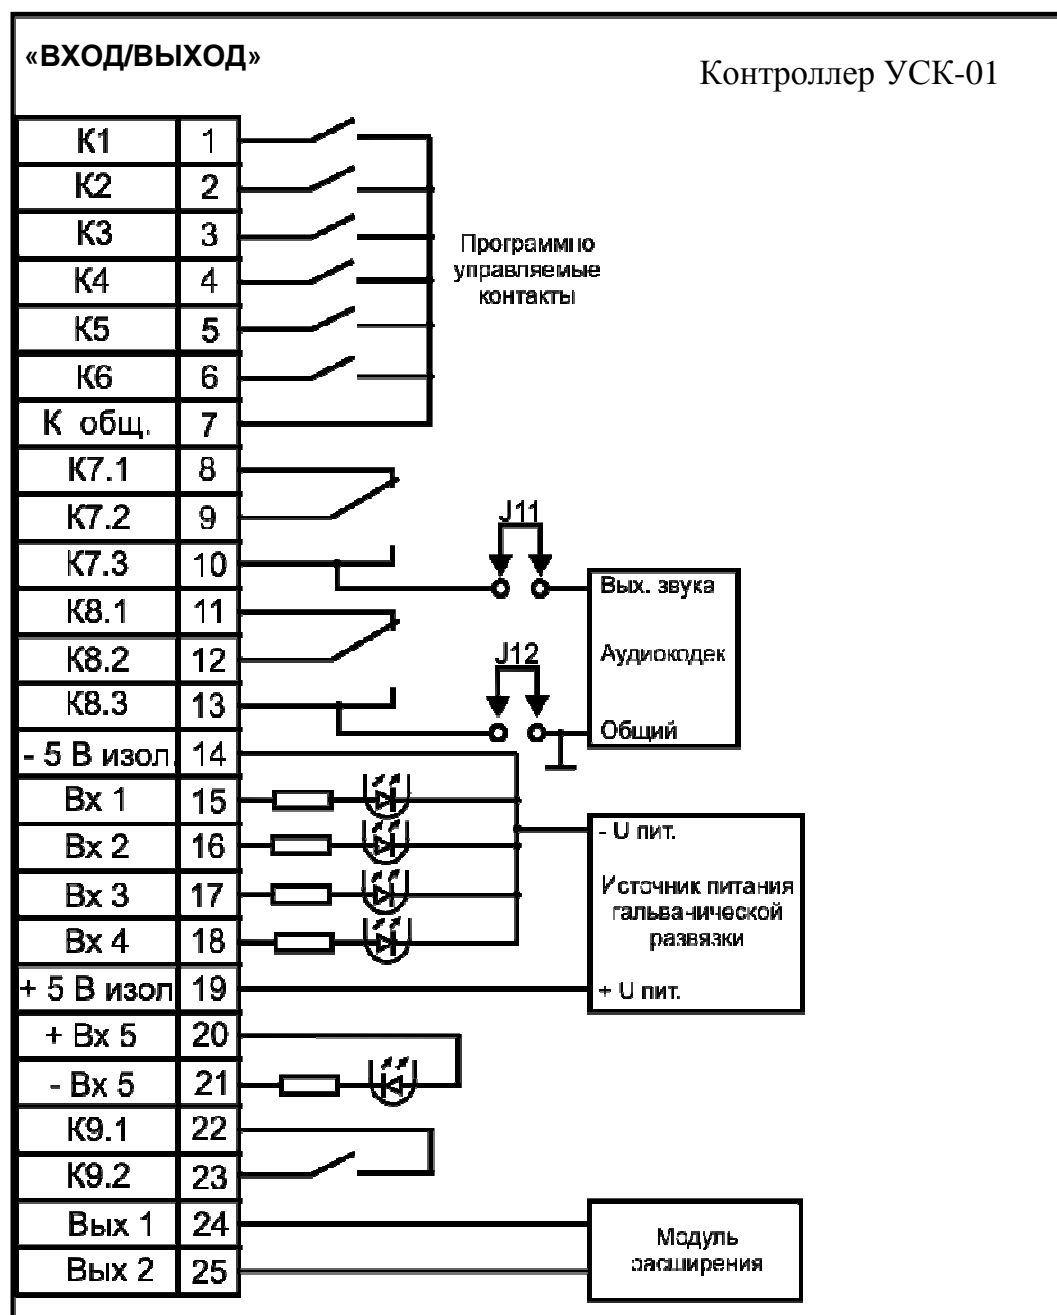 «ВХОД/ВЫХОД»
Контроллер УСК-01
К1 1
К2 2
К3 3
К4 4
К5 5
К6 6
К общ. 7
К7.1 8
К7.2 9
К7.3 10
К8.1 11
К8.2 12
К8.3 13
- 5 В изол. 14
Вх 1 15
Вх 2 16
Вх 3 17
Вх 4 18
+ 5 В изол 19
+ Вх 5 20
- Вх 5 21
К9.1 22
К9.2 23
Вых 1 24
Вых 2 25
Программно
управляемые
контакты
J11
Вых. звука
Аудиокодек
J12
Общий
- U пит.
Источник питания
гальванической
развязки
+ U пит.
Модуль
расширения